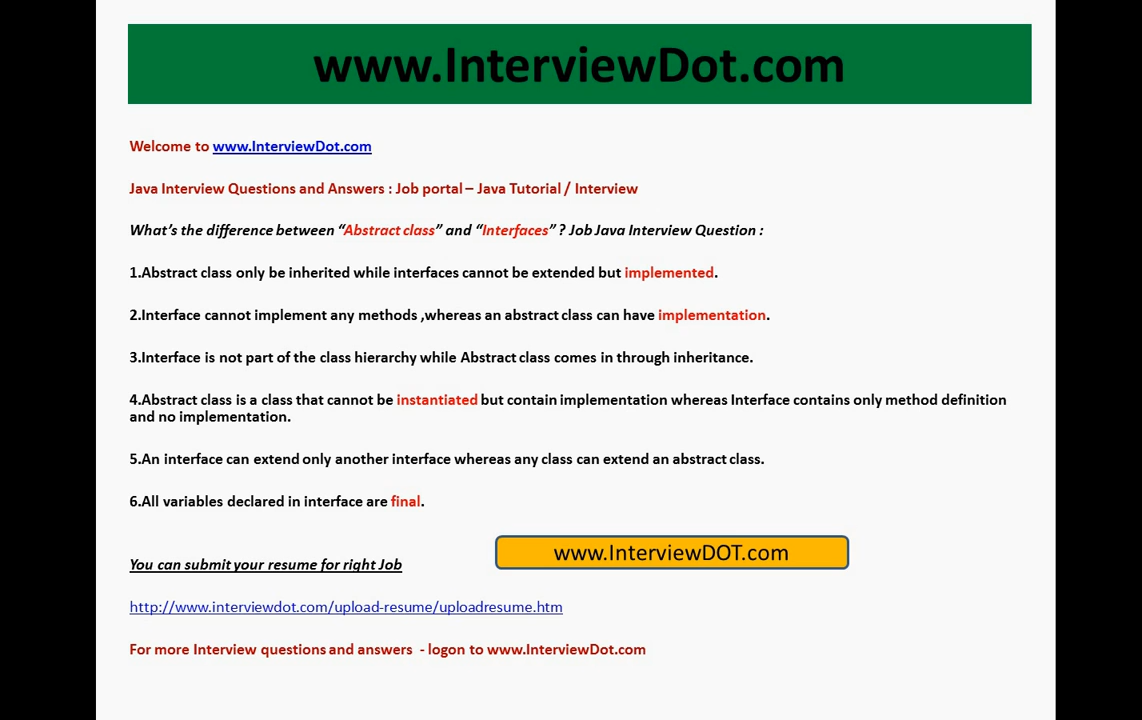 www.InterviewDot.com
Welcome to www.InterviewDot.com
Java Interview Questions and Answers : Job portal – Java Tutorial / Interview
What's the difference between “Abstract class” and “Interfaces” ? Job Java Interview Question :
1.Abstract class only be inherited while interfaces cannot be extended but implemented.
2.Interface cannot implement any methods ,whereas an abstract class can have implementation.
3.Interface is not part of the class hierarchy while Abstract class comes in through inheritance.
4.Abstract class is a class that cannot be instantiated but contain implementation whereas Interface contains only method definition
and no implementation.
5.An interface can extend only another interface whereas any class can extend an abstract class.
6.All variables declared in interface are final.
www.InterviewDOT.com
You can submit your resume for right Job
http://www.interviewdot.com/upload-resume/uploadresume.htm
For more Interview questions and answers - logon to www.InterviewDot.com